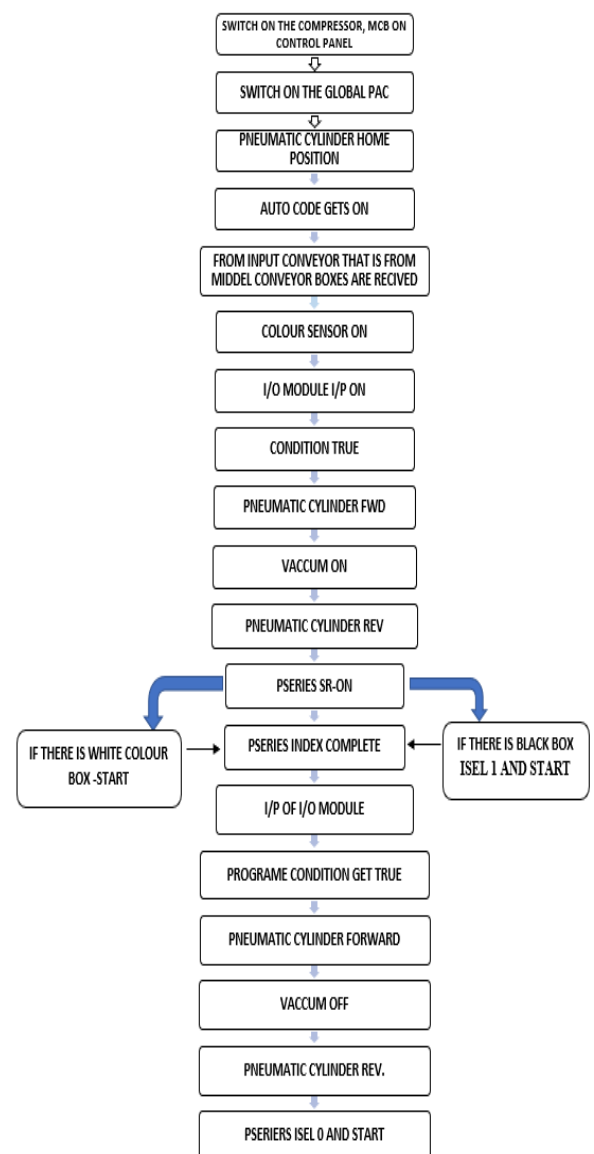 SWITCH ON THE COMPRESSOR, MCB ON
CONTROL PANEL
SWITCH ON THE GLOBAL PAC
PNEUMATIC CYLINDER HOME
POSITION
AUTO CODE GETS ON
FROM INPUT CONVEYOR THAT IS FROM
MIDDEL CONVEYOR BOXES ARE RECIVED
COLOUR SENSOR ON
I/O MODULE I/P ON
CONDITION TRUE
PNEUMATIC CYLINDER FWD
VACCUM ON
PNEUMATIC CYLINDER REV
PSERIES SR-ON
IF THERE IS WHITE COLOUR
BOX -START
PSERIES INDEX COMPLETE
IF THERE IS BLACK BOX
ISEL 1 AND START
I/P OF I/O MODULE
PROGRAME CONDITION GET TRUE
PNEUMATIC CYLINDER FORWARD
VACCUM OFF
PNEUMATIC CYLINDER REV.
PSERIERS ISEL 0 AND START